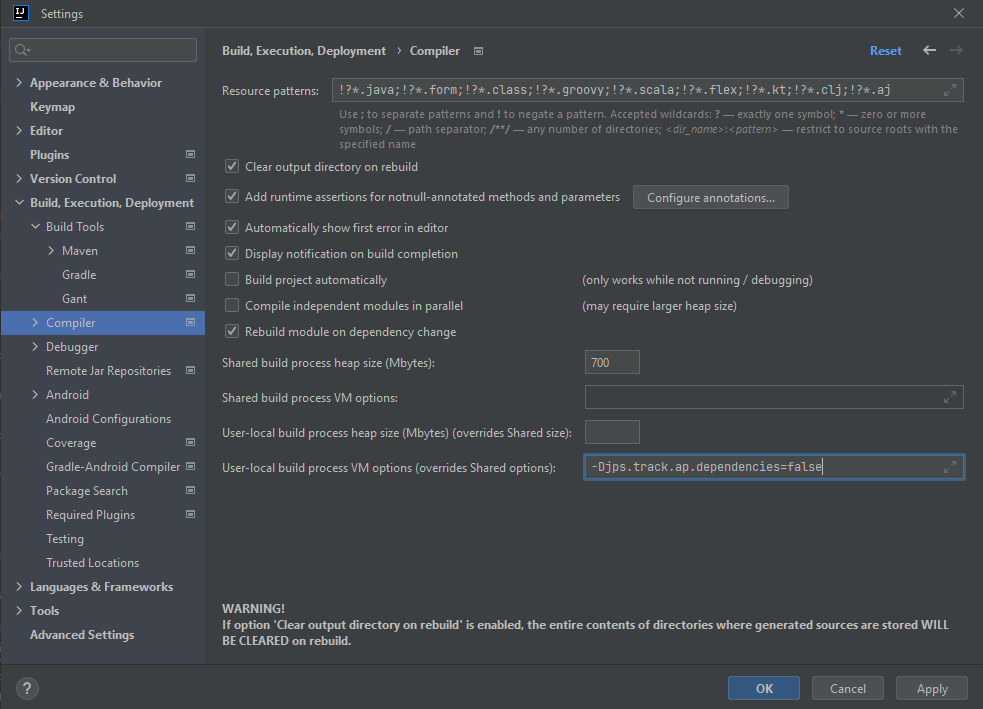 IJ
Settings
Appearance & Behavior
Keymap
Editor
Plugins
Version Control
Build, Execution, Deployment
Build Tools
Maven
Gradle
Gant
Compiler
Debugger
Remote Jar Repositories
Android
Android Configurations
Coverage
Gradle-Android Compiler
Package Search
Required Plugins
Testing
Trusted Locations
Languages & Frameworks
Tools
Advanced Settings
Build, Execution, Deployment › Compiler
Reset
Resource patterns: !?*.java;!?*.form;!?*.class;!?*.groovy;!?*.scala;!?*.flex;!?*.kt;!?*.clj;!?*.aj
Use ; to separate patterns and ! to negate a pattern. Accepted wildcards: ? — exactly one symbol; * — zero or more
symbols; / — path separator; /**/ — any number of directories; <dir_name>:<pattern> — restrict to source roots with the
specified name
Clear output directory on rebuild
Add runtime assertions for notnull-annotated methods and parameters Configure annotations...
Automatically show first error in editor
Display notification on build completion
Build project automatically (only works while not running / debugging)
Compile independent modules in parallel (may require larger heap size)
Rebuild module on dependency change
Shared build process heap size (Mbytes): 700
Shared build process VM options:
User-local build process heap size (Mbytes) (overrides Shared size):
User-local build process VM options (overrides Shared options): -Djps.track.ap.dependencies=false
WARNING!
If option 'Clear output directory on rebuild' is enabled, the entire contents of directories where generated sources are stored WILL
BE CLEARED on rebuild.
?
OK
Cancel
Apply